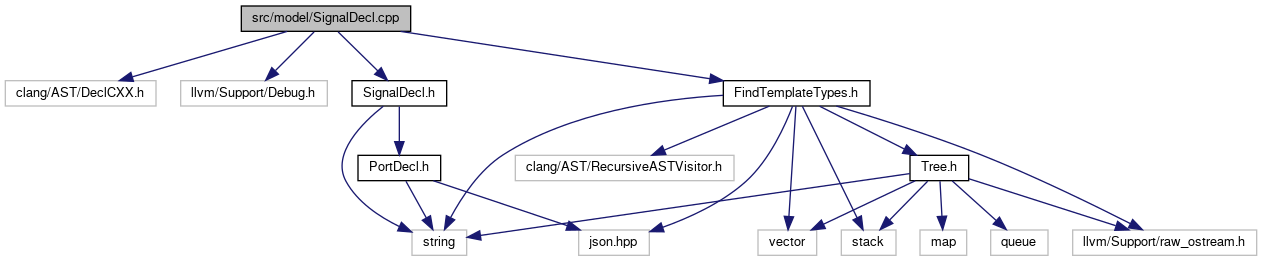 src/model/SignalDecl.cpp
clang/AST/DeclCXX.h
llvm/Support/Debug.h
SignalDecl.h
FindTemplateTypes.h
PortDecl.h
clang/AST/RecursiveASTVisitor.h
Tree.h
string
json.hpp
vector
stack
map
queue
llvm/Support/raw_ostream.h